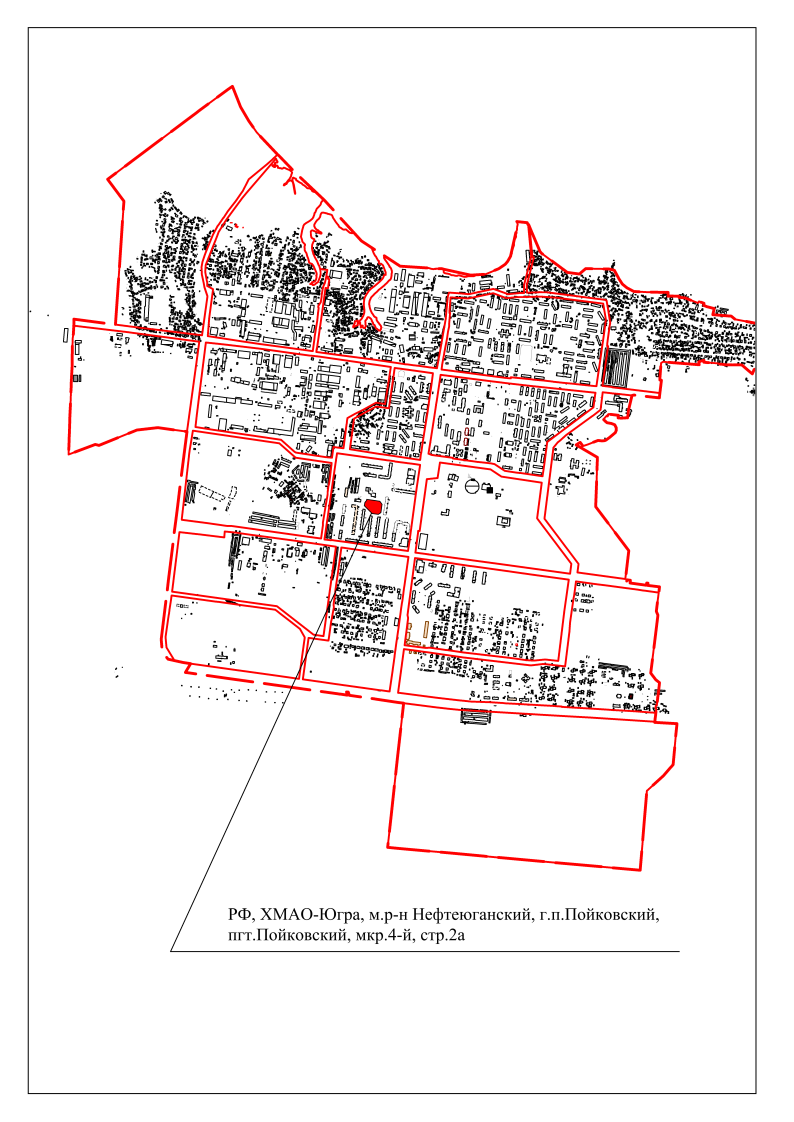 РФ, ХМАО-Югра, м.р-н Нефтеюганский, г.п.Пойковский,
пгт.Пойковский, мкр.4-й, стр.2а